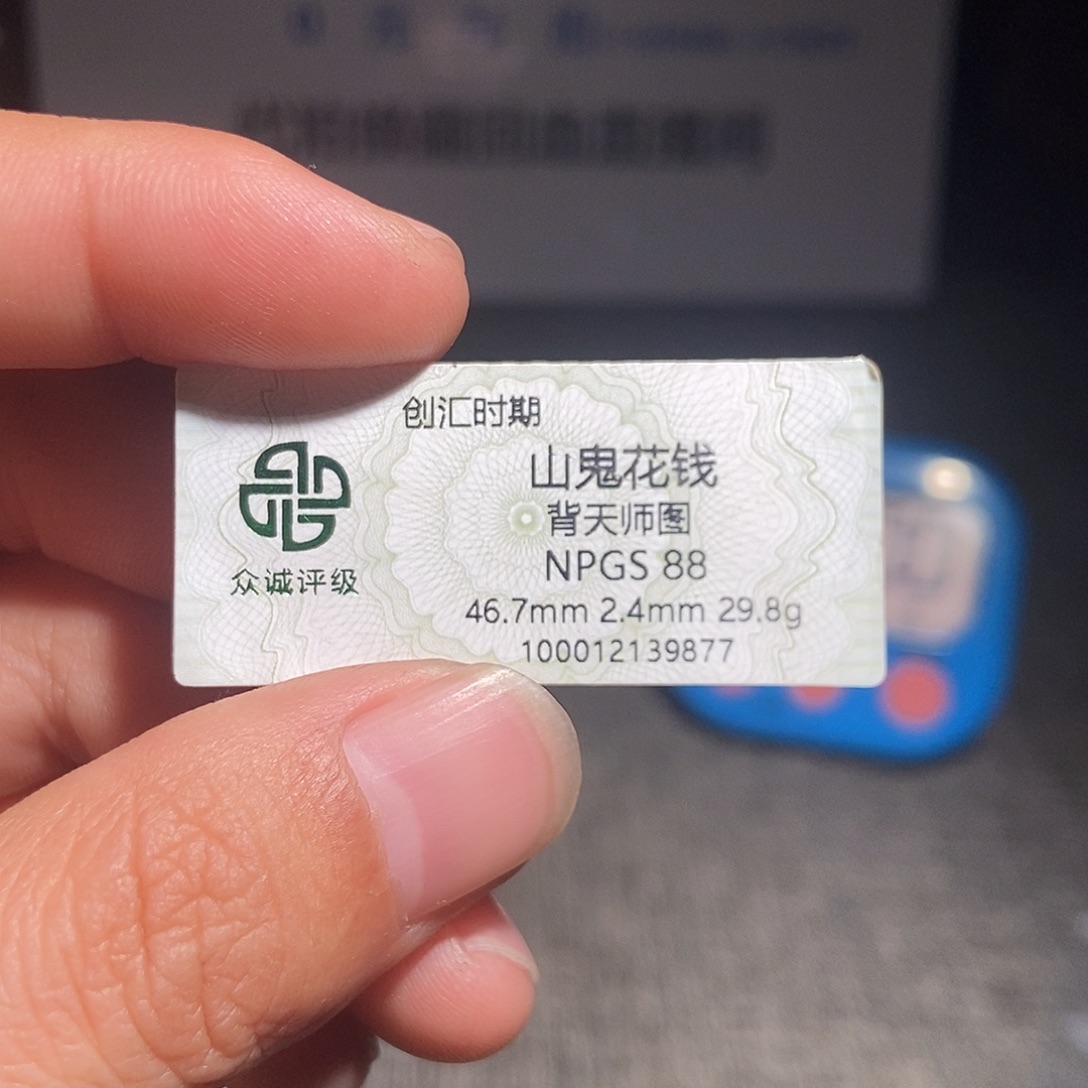 创汇时期
山鬼花钱
背天师图
NPGS 88
46.7mm 2.4mm 29.8g
100012139877
众诚评级